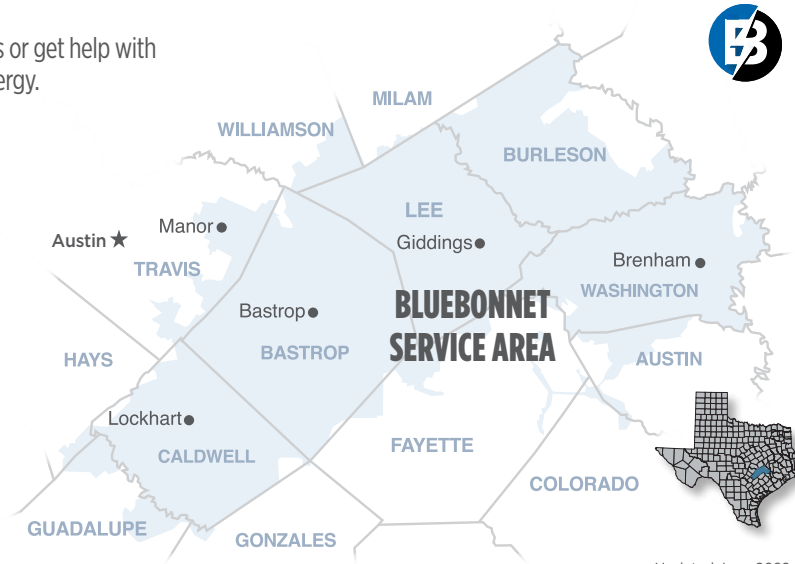 s or get help with
ergy.
B
MILAM
WILLIAMSON
BURLESON
LEE
Manor
Austin
Giddings
TRAVIS
Brenham
WASHINGTON
BLUEBONNET
SERVICE AREA
Bastrop
BASTROP
HAYS
AUSTIN
Lockhart
FAYETTE
CALDWELL
COLORADO
GUADALUPE
GONZALES